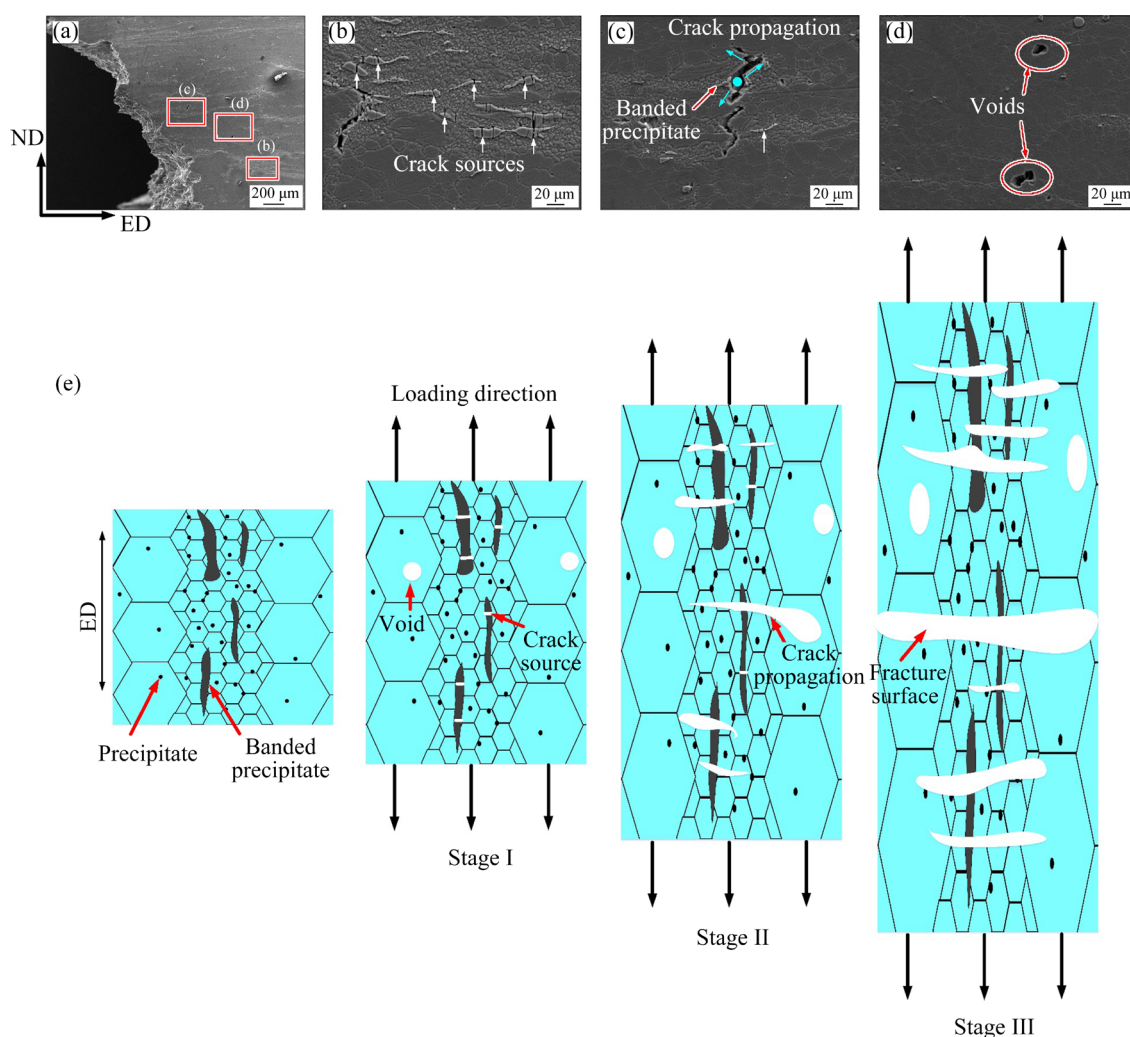 (a)
(c)
(d)
(b)
200 μm
ND
ED
(b)
Crack sources
20 μm
(c)
Crack propagation
Banded
precipitate
20 μm
(d)
Voids
20 μm
(e)
ED
Precipitate
Banded
precipitate
Loading direction
Void
Crack
source
Stage I
Crack
propagation
Stage II
Fracture
surface
Stage III